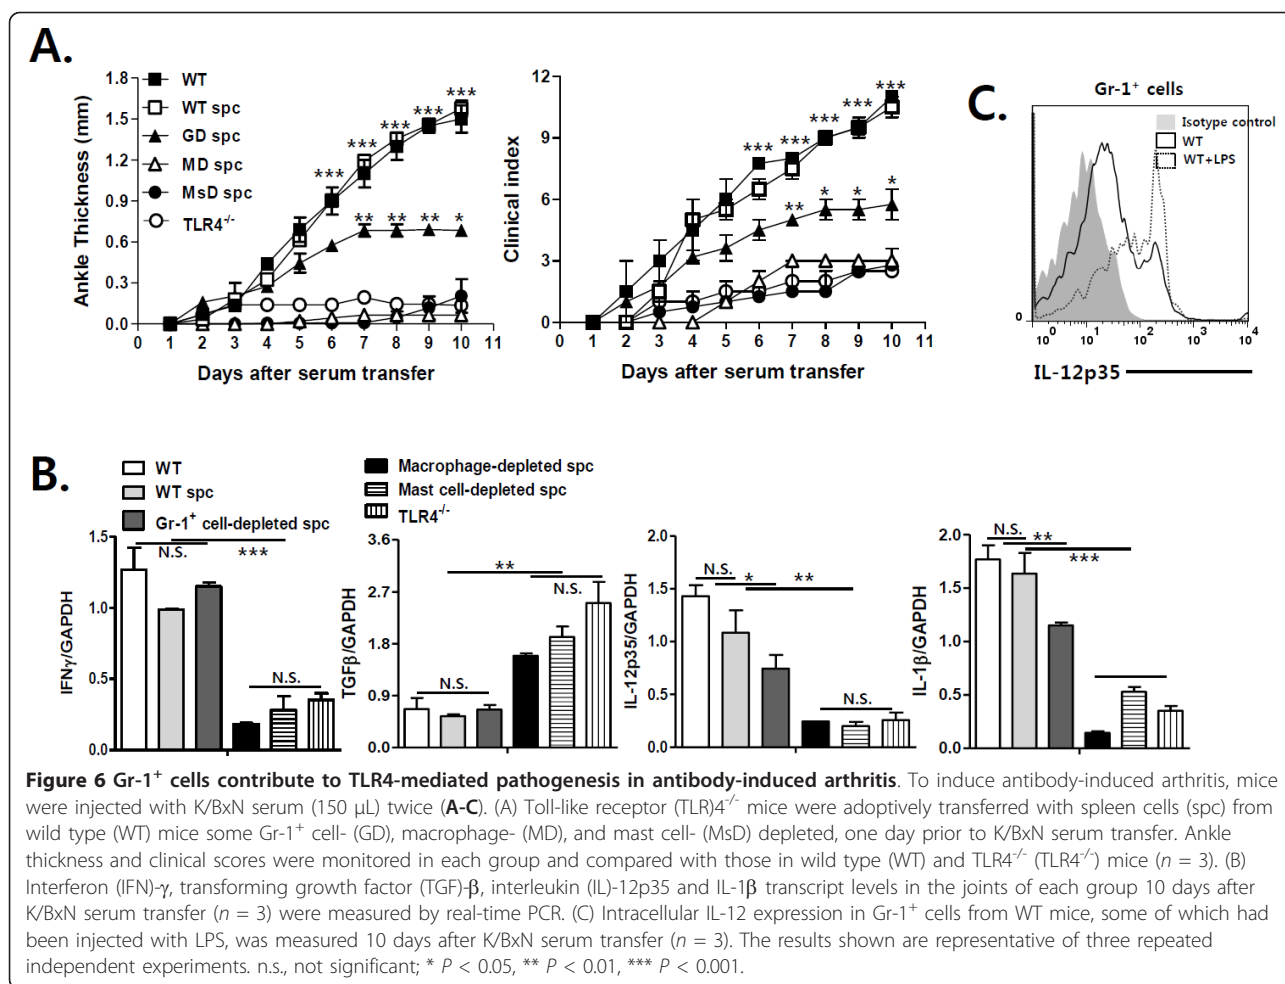 A.
WT
WT spc
GD spc
MD spc
MsD spc
TLR4-/-
Ankle Thickness (mm)
1.8
1.5
1.2
0.9
0.6
0.3
0.0
*** *** *** *** ***
** ** ** *
0 1 2 3 4 5 6 7 8 9 10 11
Days after serum transfer
Clinical index
12
9
6
3
0
*** *** *** *** ***
** * * *
0 1 2 3 4 5 6 7 8 9 10 11
Days after serum transfer
C.
Gr-1+ cells
Isotype control
WT
WT+LPS
0
10^0 10^1 10^2 10^3 10^4
IL-12p35
B.
WT
WT spc
Gr-1+ cell-depleted spc
Macrophage-depleted spc
Mast cell-depleted spc
TLR4-/-
IFNγ/GAPDH
1.5
1.0
0.5
0.0
N.S. ***
N.S.
TGFβ/GAPDH
3.6
2.7
1.8
0.9
0.0
**
N.S.
N.S.
IL-12p35/GAPDH
2.0
1.5
1.0
0.5
0.0
N.S.
* **
N.S.
IL-1β/GAPDH
2.0
1.5
1.0
0.5
0.0
N.S. **
***
Figure 6 Gr-1+ cells contribute to TLR4-mediated pathogenesis in antibody-induced arthritis. To induce antibody-induced arthritis, mice
were injected with K/BxN serum (150 μL) twice (A-C). (A) Toll-like receptor (TLR)4-/- mice were adoptively transferred with spleen cells (spc) from
wild type (WT) mice some Gr-1+ cell- (GD), macrophage- (MD), and mast cell- (MsD) depleted, one day prior to K/BxN serum transfer. Ankle
thickness and clinical scores were monitored in each group and compared with those in wild type (WT) and TLR4-/- (TLR4-/-) mice (n = 3). (B)
Interferon (IFN)-γ, transforming growth factor (TGF)-β, interleukin (IL)-12p35 and IL-1β transcript levels in the joints of each group 10 days after
K/BxN serum transfer (n = 3) were measured by real-time PCR. (C) Intracellular IL-12 expression in Gr-1+ cells from WT mice, some of which had
been injected with LPS, was measured 10 days after K/BxN serum transfer (n = 3). The results shown are representative of three repeated
independent experiments. n.s., not significant; * P < 0.05, ** P < 0.01, *** P < 0.001.